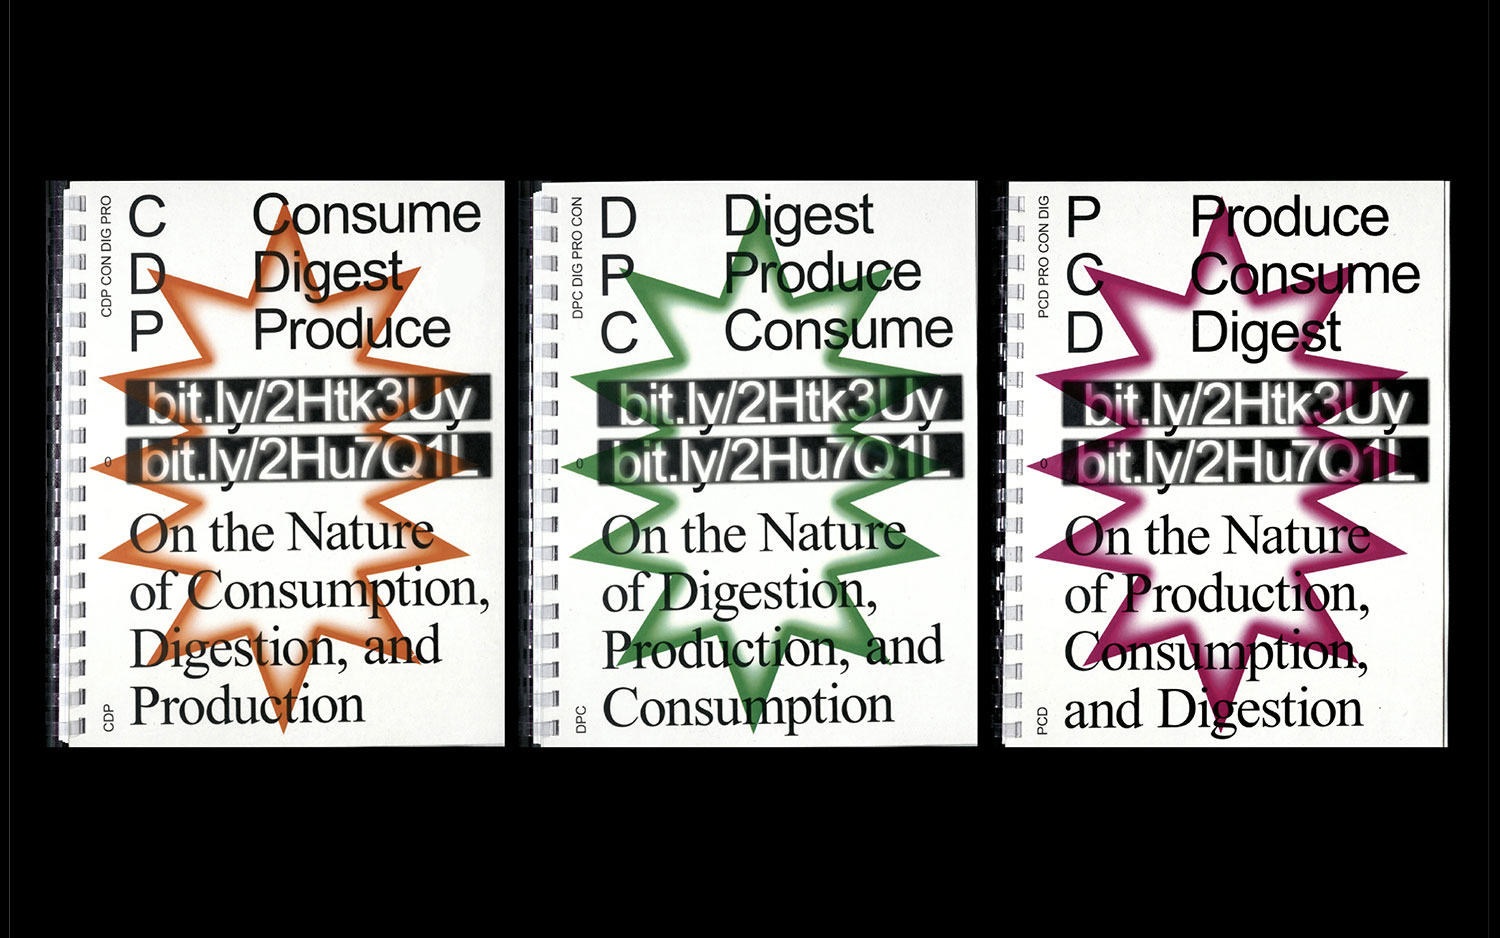 CDP CON DIG PRO
C Consume
D Digest
P Produce
bit.ly/2Htk3Uy
bit.ly/2Hu7Q1L
0
On the Nature
of Consumption,
Digestion, and
Production
CDP
DPC DIG PRO CON
D Digest
P Produce
C Consume
bit.ly/2Htk3Uy
bit.ly/2Hu7Q1L
0
On the Nature
of Digestion,
Production, and
Consumption
DPC
PCD PRO CON DIG
P Produce
C Consume
D Digest
bit.ly/2Htk3Uy
bit.ly/2Hu7Q1L
0
On the Nature
of Production,
Consumption,
and Digestion
PCD